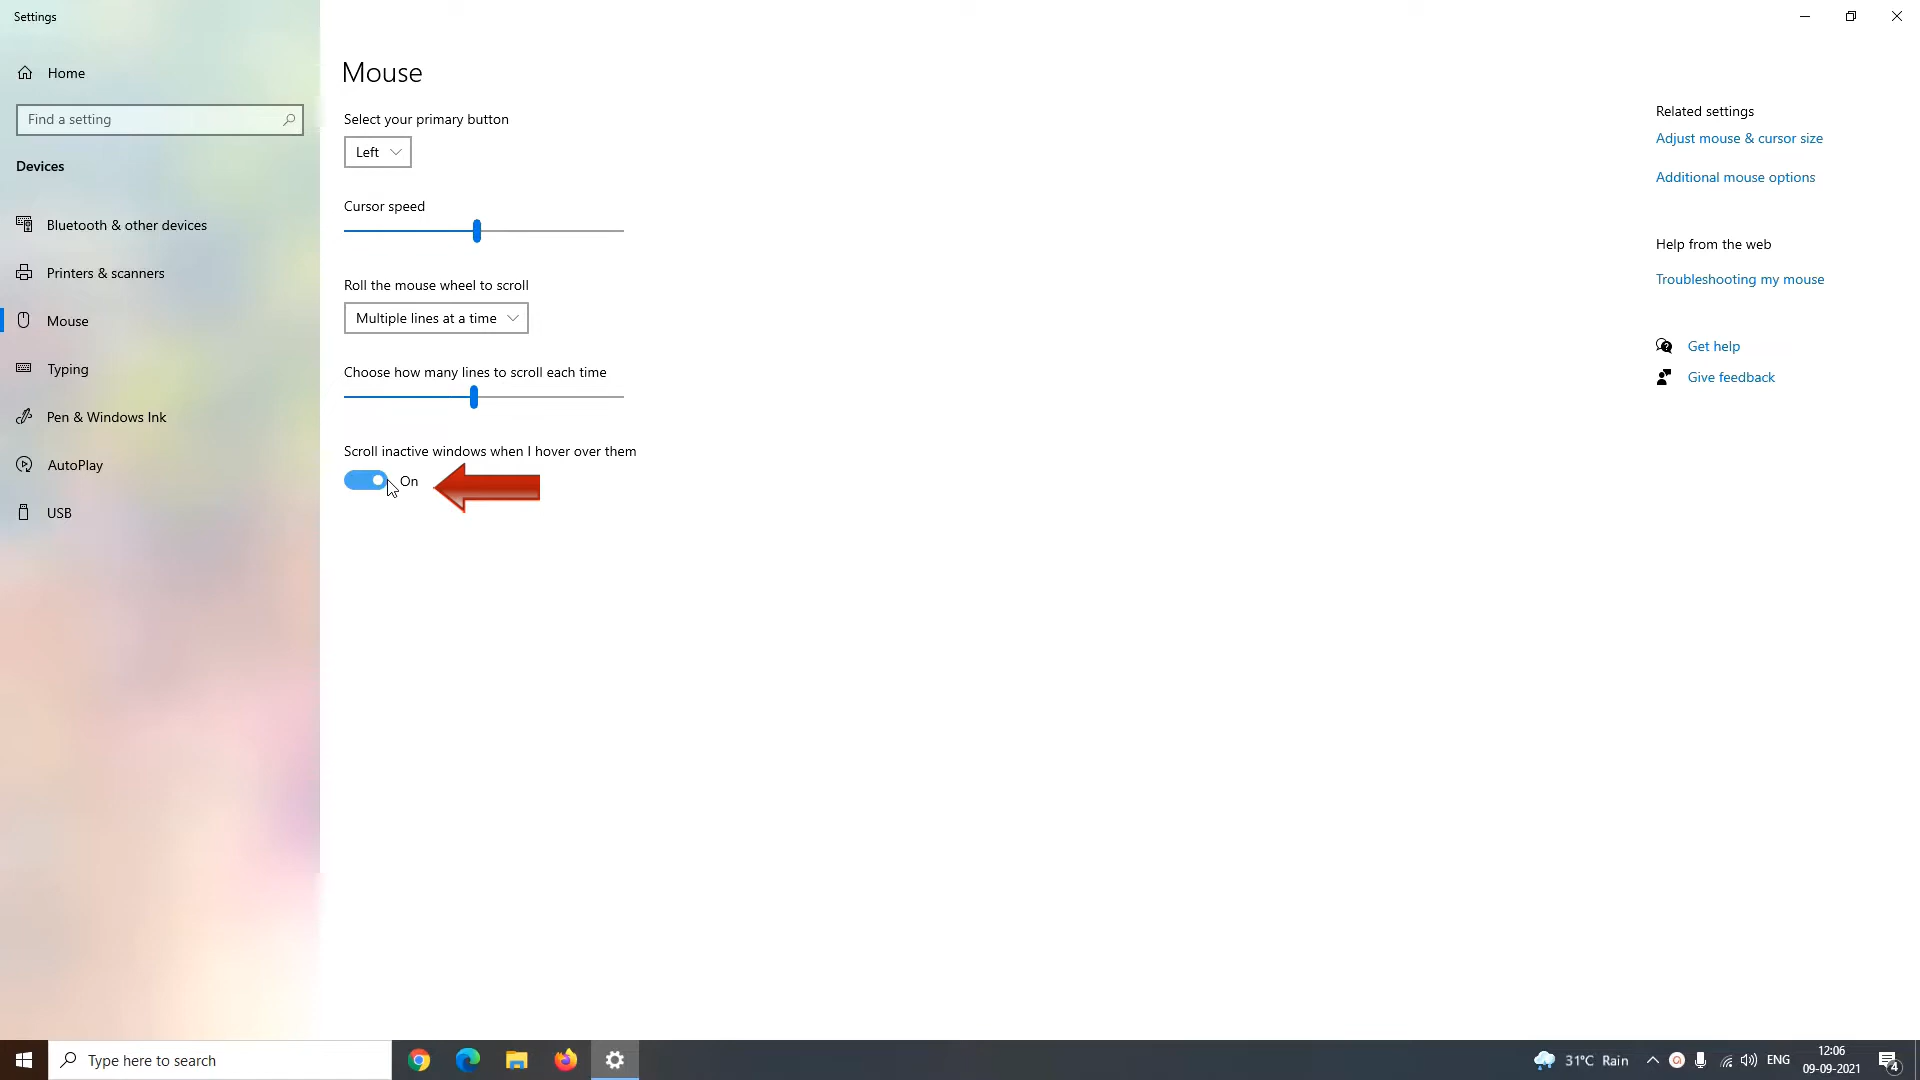 Settings
Home
Find a setting
Devices
Bluetooth & other devices
Printers & scanners
Mouse
Typing
Pen & Windows Ink
AutoPlay
USB
Mouse
Select your primary button
Left
Cursor speed
Roll the mouse wheel to scroll
Multiple lines at a time
Choose how many lines to scroll each time
Scroll inactive windows when I hover over them
On
Related settings
Adjust mouse & cursor size
Additional mouse options
Help from the web
Troubleshooting my mouse
Get help
Give feedback
Type here to search
31°C Rain
ENG
12:06
09-09-2021
4